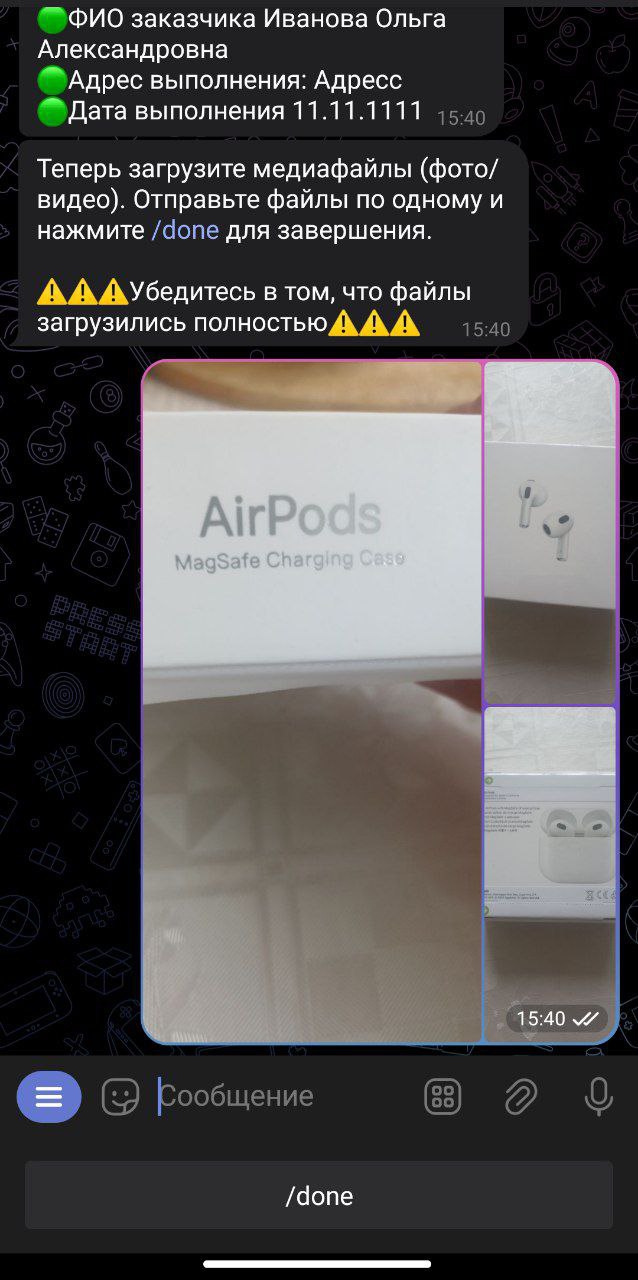 🟢ФИО заказчика Иванова Ольга
Александровна
🟢Адрес выполнения: Адресс
🟢Дата выполнения 11.11.1111 15:40
Теперь загрузите медиафайлы (фото/
видео). Отправьте файлы по одному и
нажмите /done для завершения.
⚠️⚠️⚠️Убедитесь в том, что файлы
загрузились полностью⚠️⚠️⚠️ 15:40
AirPods
MagSafe Charging Case
PRESS
START
15:40
Сообщение
/done